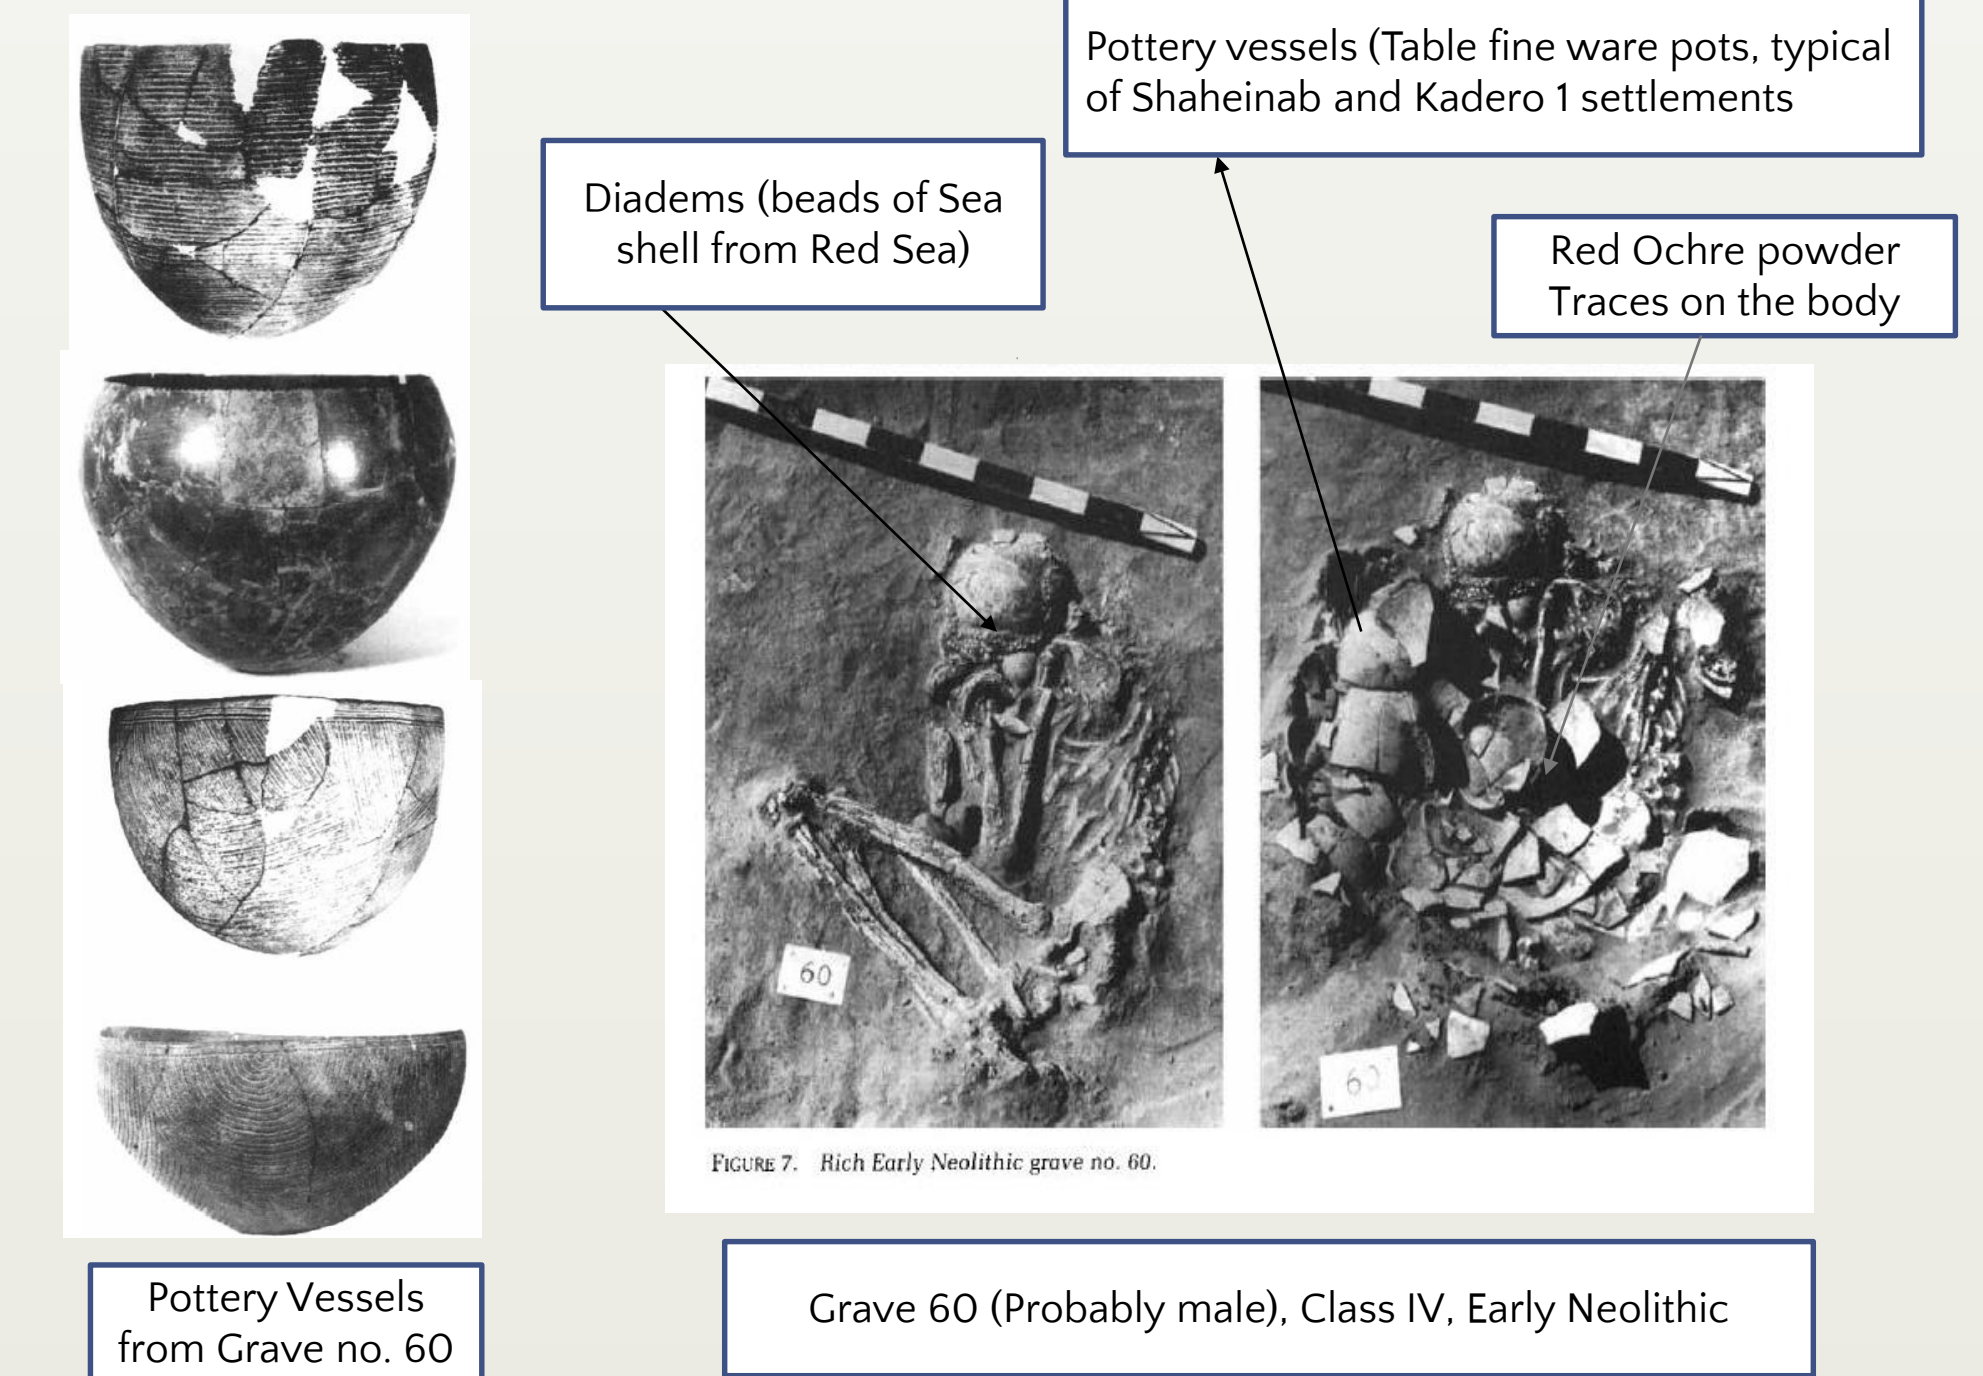 Pottery vessels (Table fine ware pots, typical
of Shaheinab and Kadero 1 settlements
Diadems (beads of Sea
shell from Red Sea)
Red Ochre powder
Traces on the body
60
60
FIGURE 7. Rich Early Neolithic grave no. 60.
Pottery Vessels
from Grave no. 60
Grave 60 (Probably male), Class IV, Early Neolithic